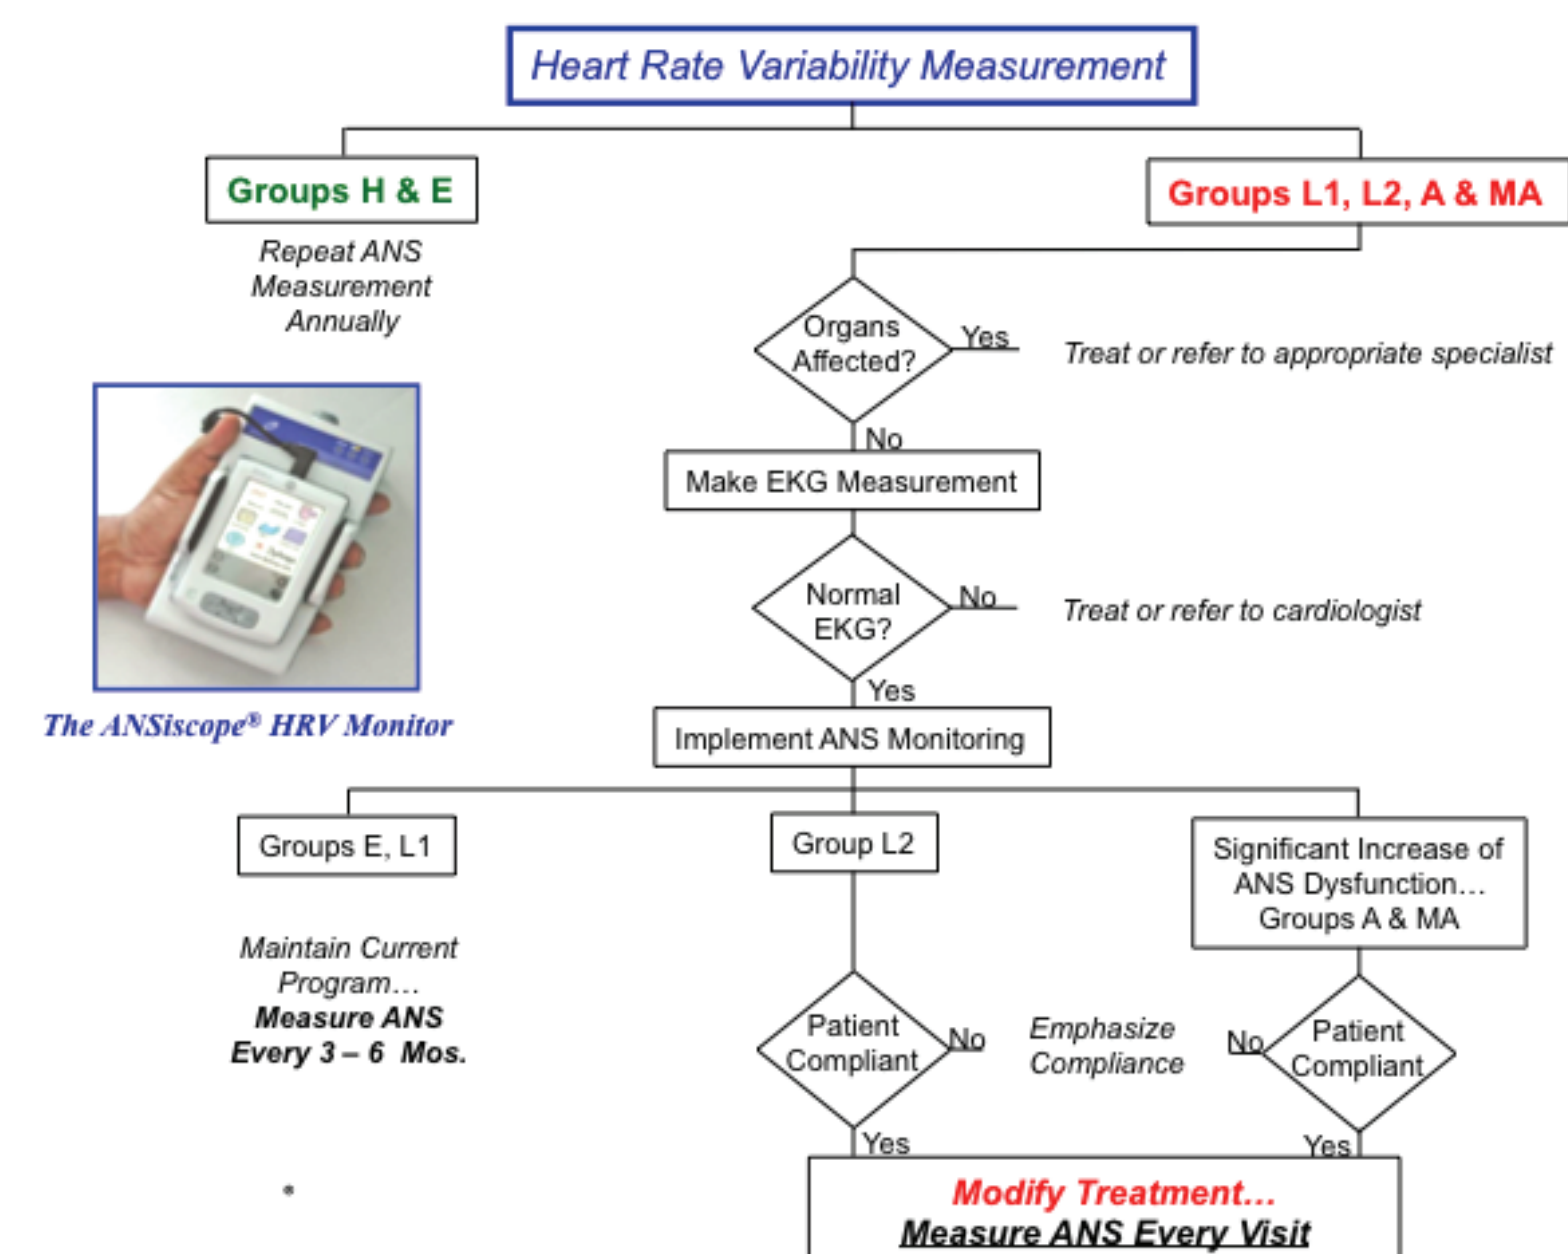 Heart Rate Variability Measurement
Groups H & E
Groups L1, L2, A & MA
Repeat ANS
Measurement
Annually
Organs
Affected?
Yes
Treat or refer to appropriate specialist
No
Make EKG Measurement
Normal
EKG?
No
Treat or refer to cardiologist
Yes
The ANSiscope® HRV Monitor
Implement ANS Monitoring
Groups E, L1
Group L2
Significant Increase of
ANS Dysfunction…
Groups A & MA
Maintain Current
Program…
Measure ANS
Every 3 – 6 Mos.
Patient
Compliant
No
Emphasize
Compliance
No
Patient
Compliant
Yes
Yes
Modify Treatment…
Measure ANS Every Visit